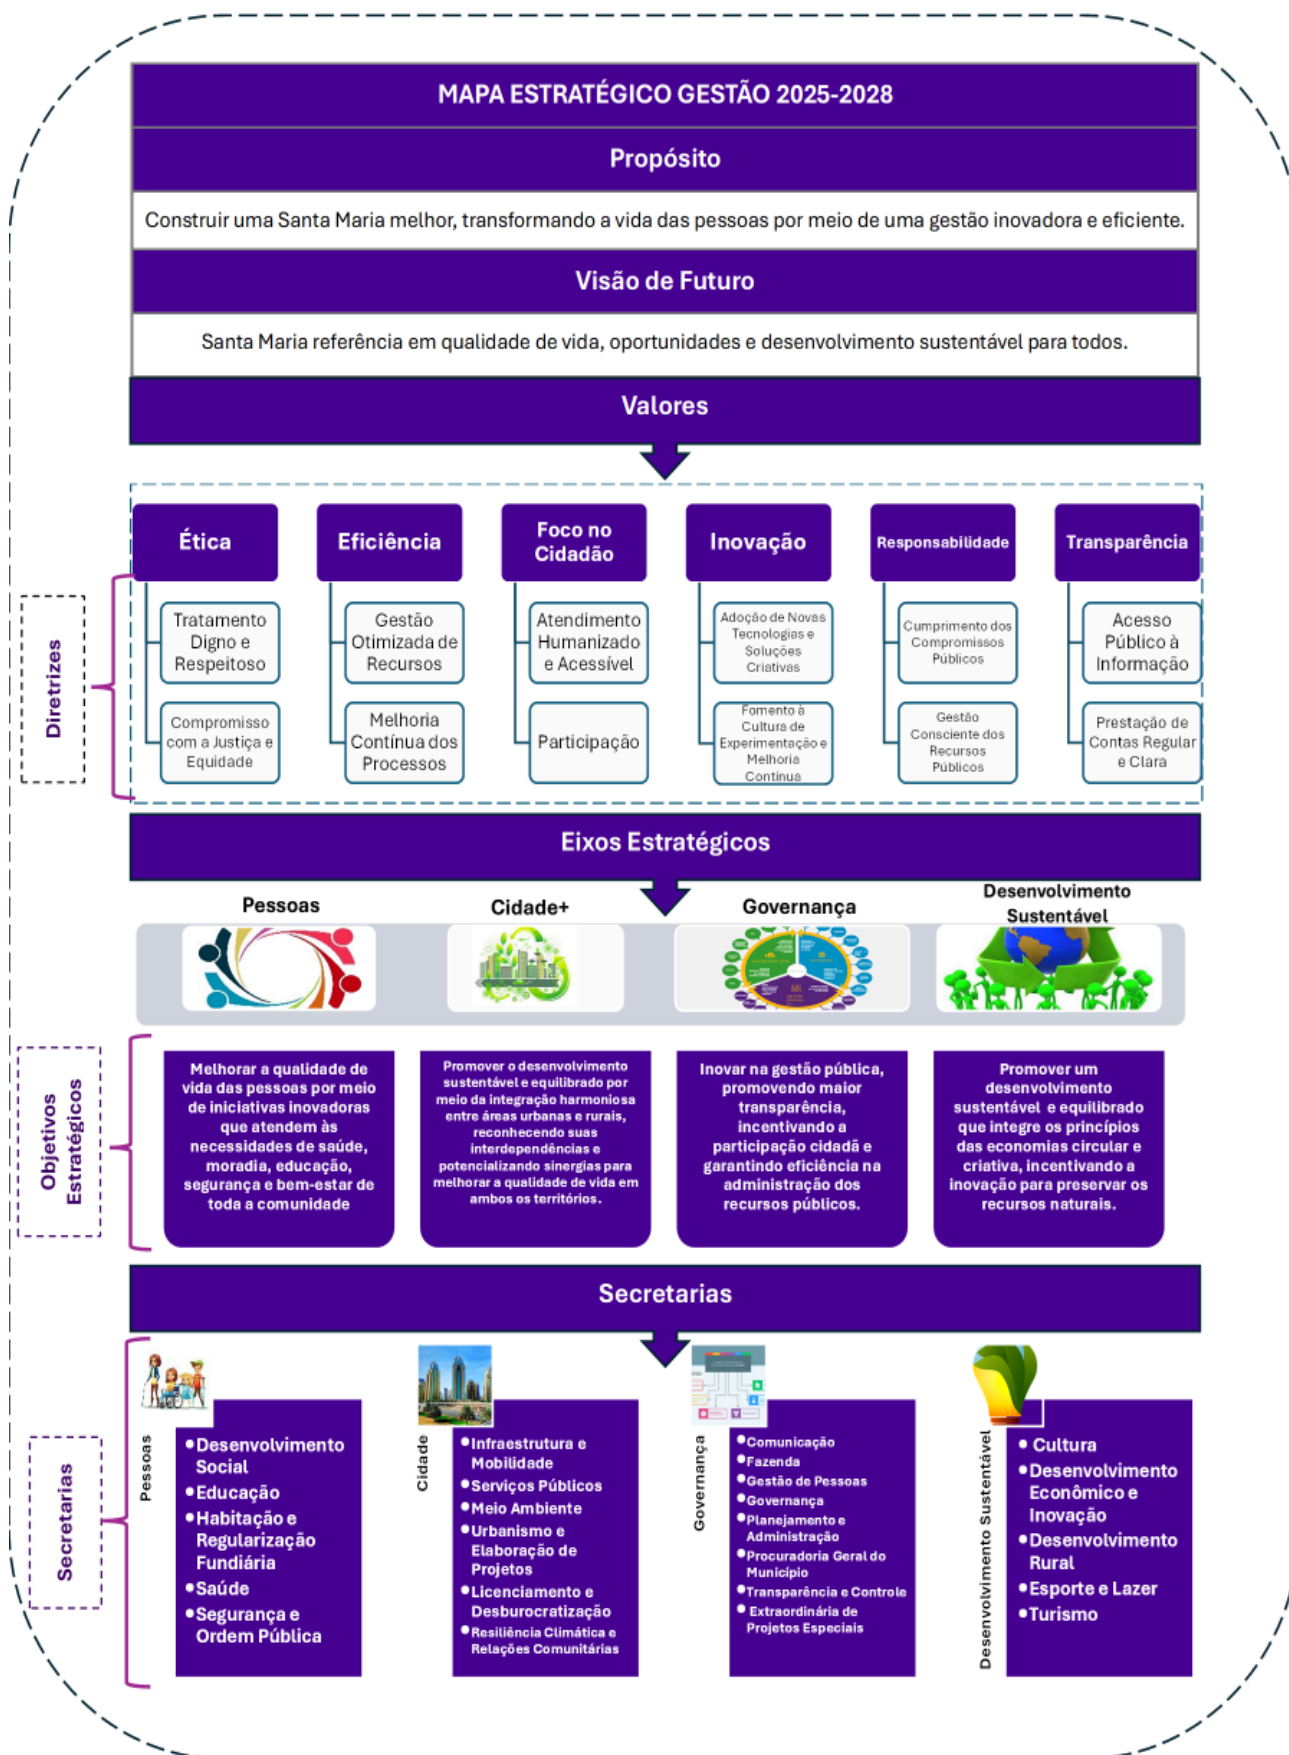 MAPA ESTRATÉGICO GESTÃO 2025-2028
Propósito
Construir uma Santa Maria melhor, transformando a vida das pessoas por meio de uma gestão inovadora e eficiente.
Visão de Futuro
Santa Maria referência em qualidade de vida, oportunidades e desenvolvimento sustentável para todos.
Valores
Diretrizes
Ética
Tratamento
Digno e
Respeitoso
Compromisso
com a Justiça e
Equidade
Eficiência
Gestão
Otimizada de
Recursos
Melhoria
Contínua dos
Processos
Foco no
Cidadão
Atendimento
Humanizado
e Acessível
Participação
Inovação
Adoção de Novas
Tecnologias e
Soluções
Criativas
Fomento à
Cultura de
Experimentação e
Melhoria
Contínua
Responsabilidade
Cumprimento dos
Compromissos
Públicos
Gestão
Consciente dos
Recursos
Públicos
Transparência
Acesso
Público à
Informação
Prestação de
Contas Regular
e Clara
Eixos Estratégicos
Pessoas
Cidade+
Governança
Desenvolvimento
Sustentável
Objetivos
Estratégicos
Melhorar a qualidade de
vida das pessoas por meio
de iniciativas inovadoras
que atendem às
necessidades de saúde,
moradia, educação,
segurança e bem-estar de
toda a comunidade
Promover o desenvolvimento
sustentável e equilibrado por
meio da integração harmoniosa
entre áreas urbanas e rurais,
reconhecendo suas
interdependências e
potencializando sinergias para
melhorar a qualidade de vida em
ambos os territórios.
Inovar na gestão pública,
promovendo maior
transparência,
incentivando a
participação cidadã e
garantindo eficiência na
administração dos
recursos públicos.
Promover um
desenvolvimento
sustentável e equilibrado
que integre os princípios
das economias circular e
criativa, incentivando a
inovação para preservar os
recursos naturais.
Secretarias
Secretarias
Pessoas
•Desenvolvimento
Social
•Educação
•Habitação e
Regularização
Fundiária
•Saúde
•Segurança e
Ordem Pública
Cidade
•Infraestrutura e
Mobilidade
•Serviços Públicos
•Meio Ambiente
•Urbanismo e
Elaboração de
Projetos
•Licenciamento e
Desburocratização
•Resiliência Climática e
Relações Comunitárias
Governança
•Comunicação
•Fazenda
•Gestão de Pessoas
•Governança
•Planejamento e
Administração
•Procuradoria Geral do
Município
•Transparência e Controle
• Extraordinária de
Projetos Especiais
Desenvolvimento Sustentável
• Cultura
•Desenvolvimento
Econômico e
Inovação
•Desenvolvimento
Rural
•Esporte e Lazer
•Turismo